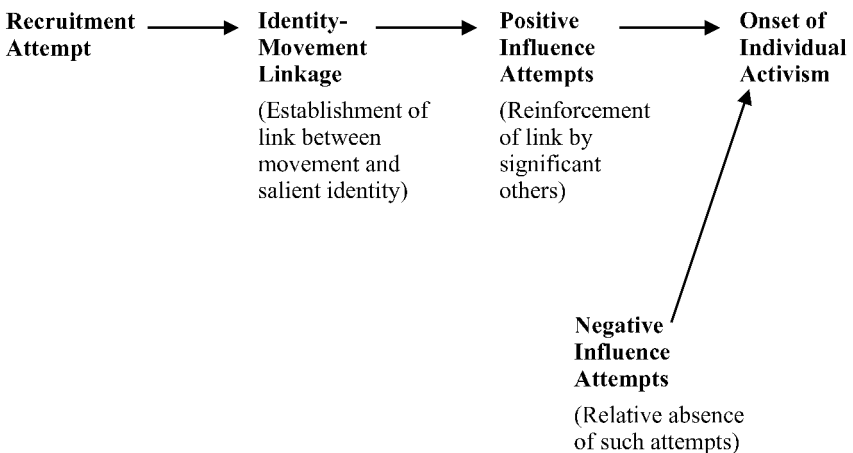 Recruitment
Attempt
Identity-
Movement
Linkage
(Establishment of
link between
movement and
salient identity)
Positive
Influence
Attempts
(Reinforcement
of link by
significant
others)
Onset of
Individual
Activism
Negative
Influence
Attempts
(Relative absence
of such attempts)